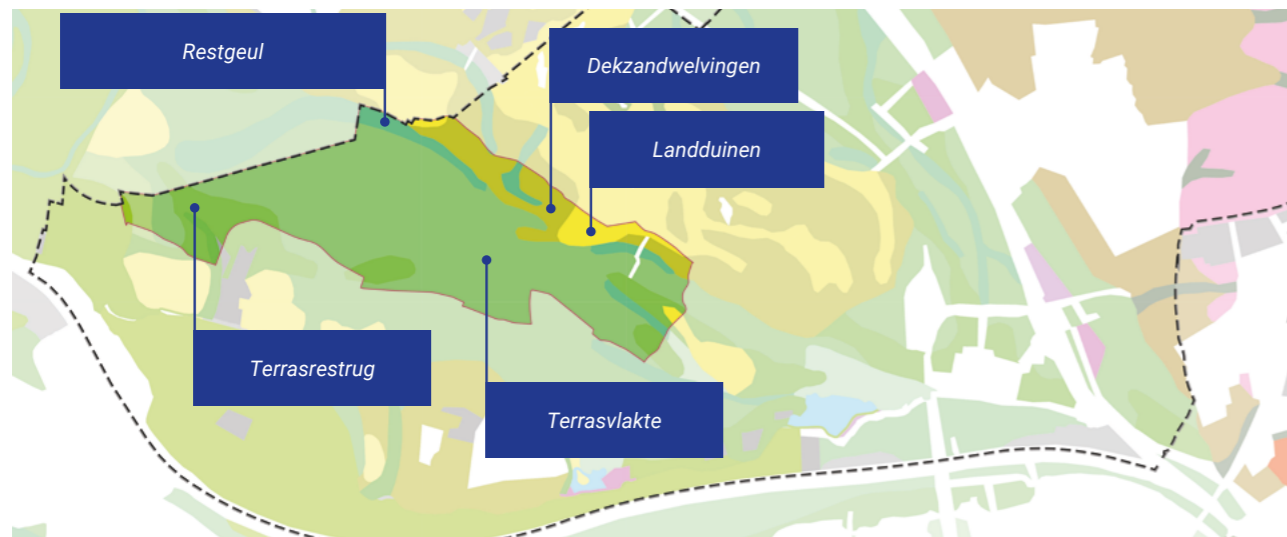 Restgeul
Dekzandwelvingen
Landduinen
Terrasrestrug
Terrasvlakte